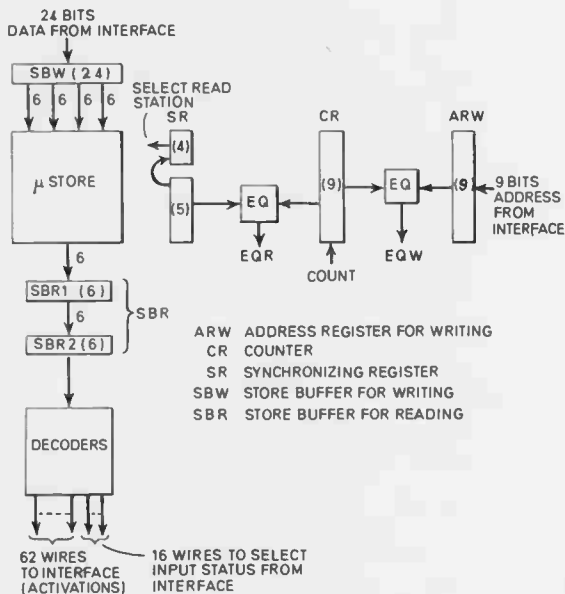 24 BITS
DATA FROM INTERFACE
SBW (24)
6 6 6 6
μ STORE
6
SBR1 (6)
6
SBR2 (6)
SBR
DECODERS
62 WIRES
TO INTERFACE
(ACTIVATIONS)
16 WIRES TO SELECT
INPUT STATUS FROM
INTERFACE
SELECT READ
STATION
SR
(4)
(5)
EQ
EQR
CR
(9)
COUNT
EQ
EQW
ARW
(9)
9 BITS
ADDRESS
FROM
INTERFACE
ARW ADDRESS REGISTER FOR WRITING
CR COUNTER
SR SYNCHRONIZING REGISTER
SBW STORE BUFFER FOR WRITING
SBR STORE BUFFER FOR READING